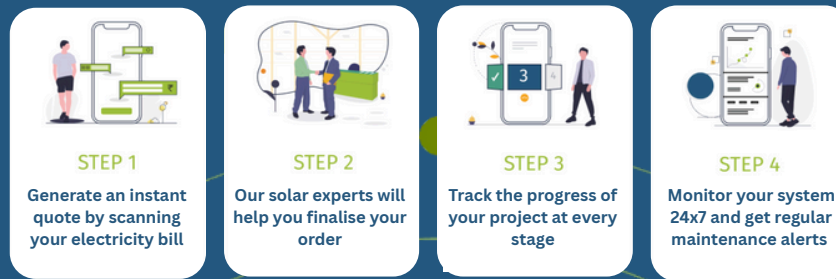 STEP 1
Generate an instant
quote by scanning
your electricity bill
STEP 2
Our solar experts will
help you finalise your
order
✓
3
4
STEP 3
Track the progress of
your project at every
stage
STEP 4
Monitor your system
24x7 and get regular
maintenance alerts